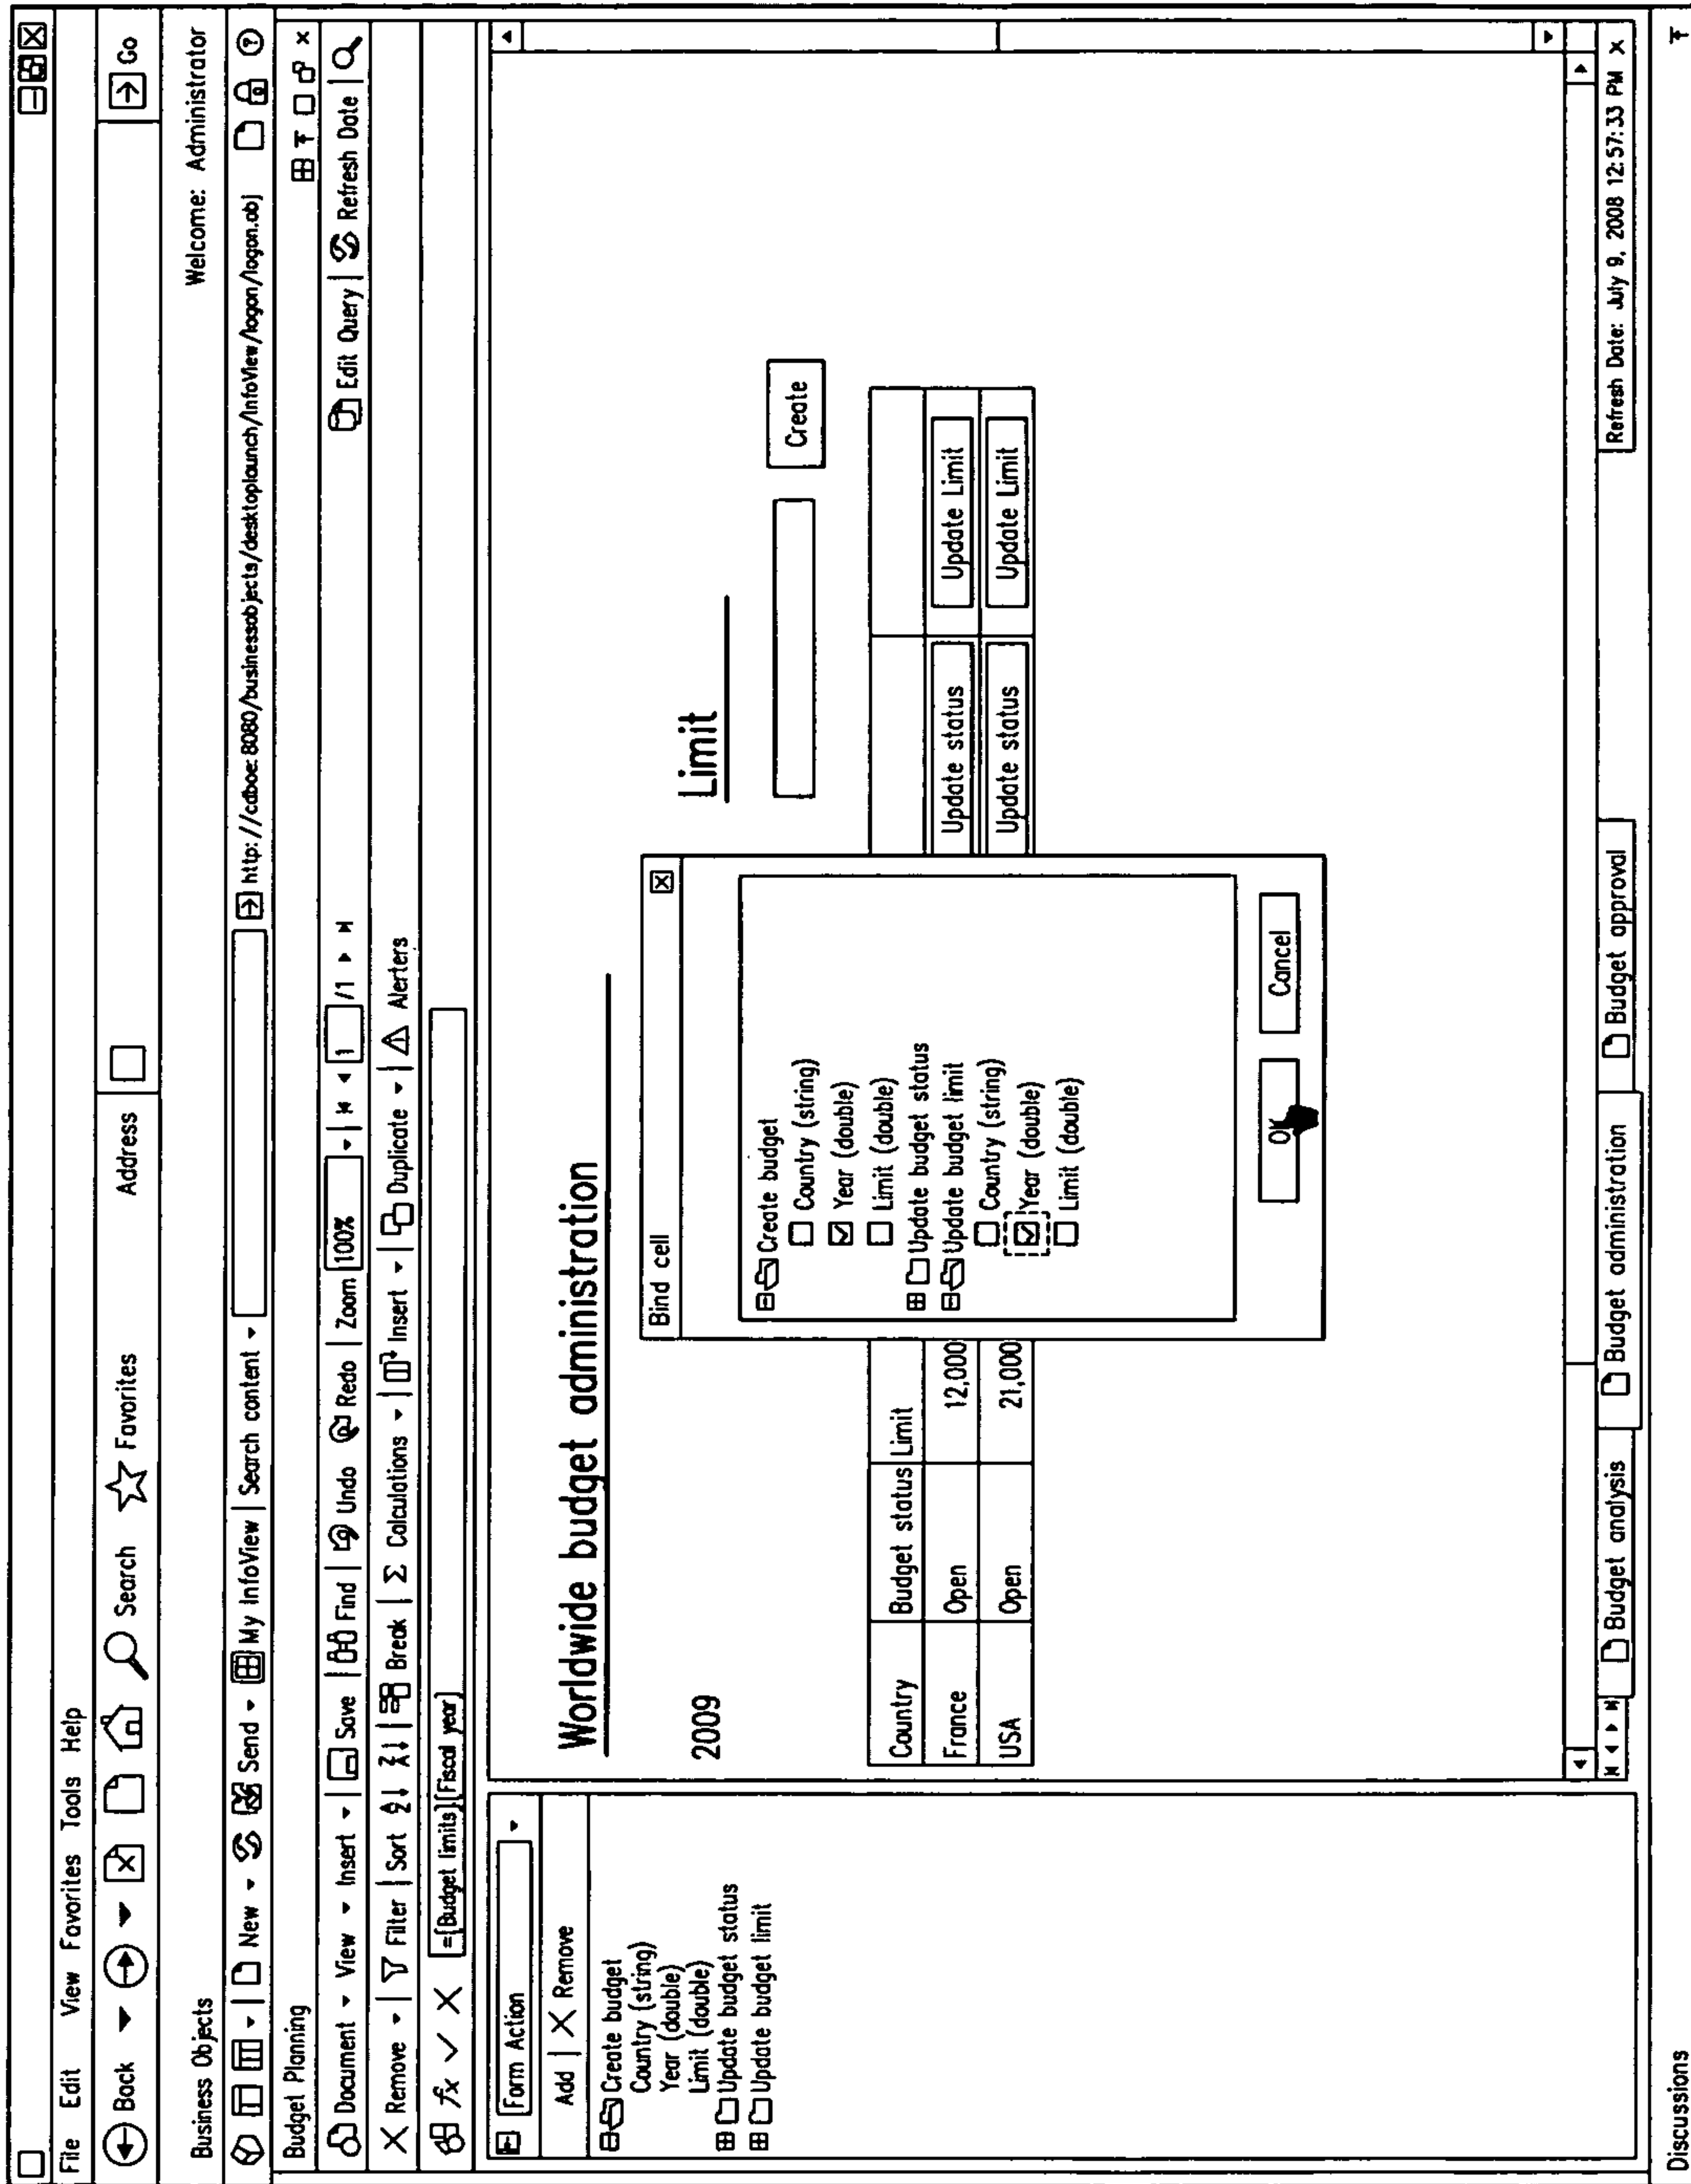 File Edit View Favorites Tools Help
Back Search Favorites Address Go
Business Objects Welcome: Administrator
New Send My InfoView Search content http://cdboe:8080/businessobjects/desktoplaunch/InfoView/logon/logon.obj
Budget Planning
Document View Insert Save Find Undo Redo Zoom 100% 1 /1 Edit Query Refresh Date
Remove Filter Sort Break Σ Calculations Insert Duplicate Alerters
fx =[Budget limits].[Fiscal year]
Form Action
Add Remove
Create budget
Country (string)
Year (double)
Limit (double)
Update budget status
Update budget limit
Worldwide budget administration
2009
Limit
Create
Country Budget status Limit
France Open 12,000 Update status Update Limit
USA Open 21,000 Update status Update Limit
Bind cell
Create budget
Country (string)
Year (double)
Limit (double)
Update budget status
Update budget limit
Country (string)
Year (double)
Limit (double)
OK Cancel
Budget analysis Budget administration Budget approval Refresh Date: July 9, 2008 12:57:33 PM
Discussions